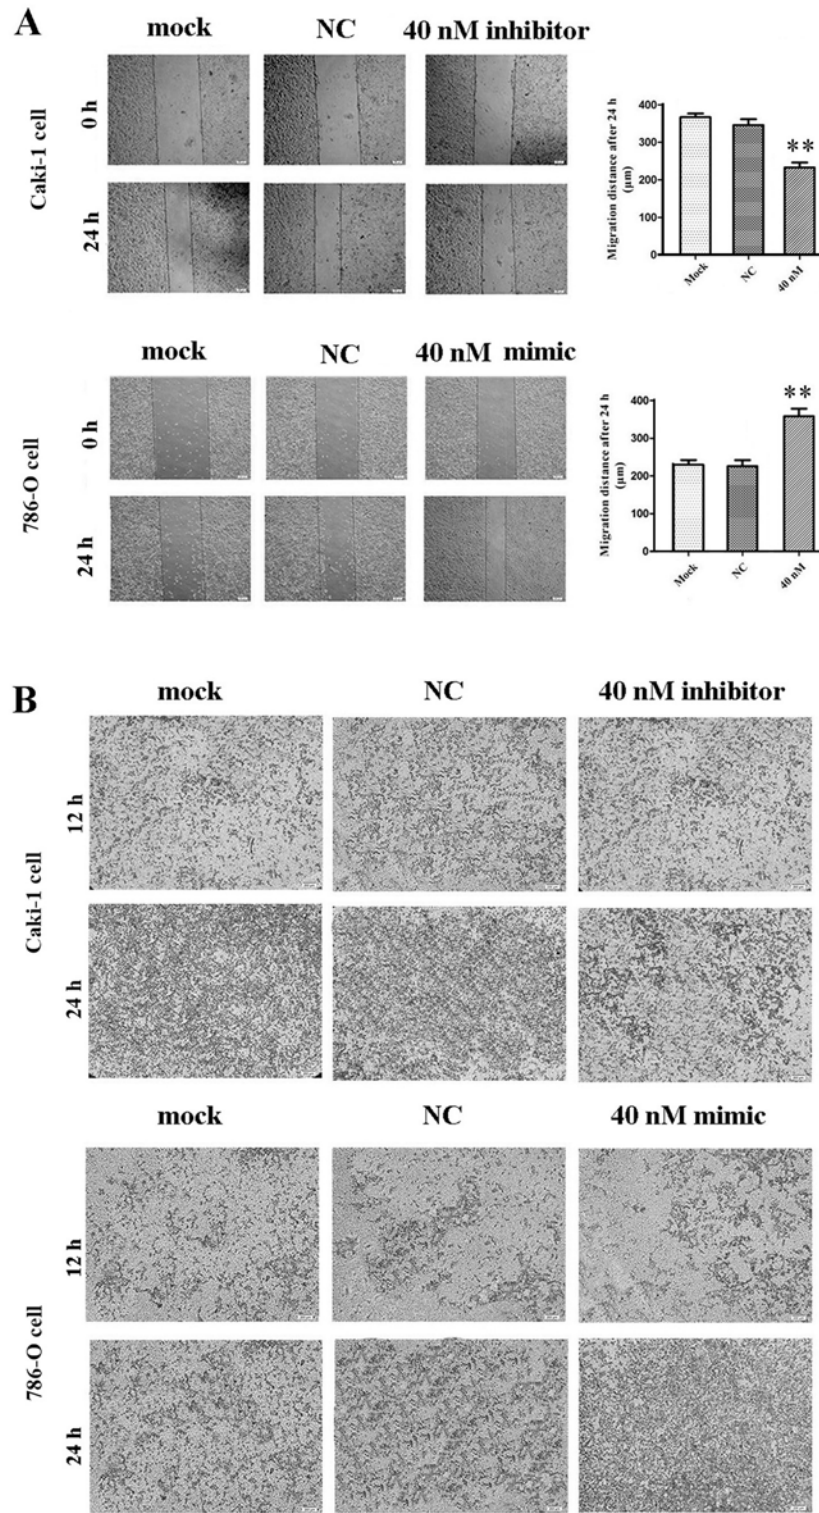 A
mock NC 40 nM inhibitor
Caki-1 cell
0 h
24 h
Migration distance after 24 h
(µm)
400
300
200
100
0
Mock NC 40 nM
**
mock NC 40 nM mimic
786-O cell
0 h
24 h
Migration distance after 24 h
(µm)
400
300
200
100
0
Mock NC 40 nM
**
B
mock NC 40 nM inhibitor
Caki-1 cell
12 h
24 h
mock NC 40 nM mimic
786-O cell
12 h
24 h